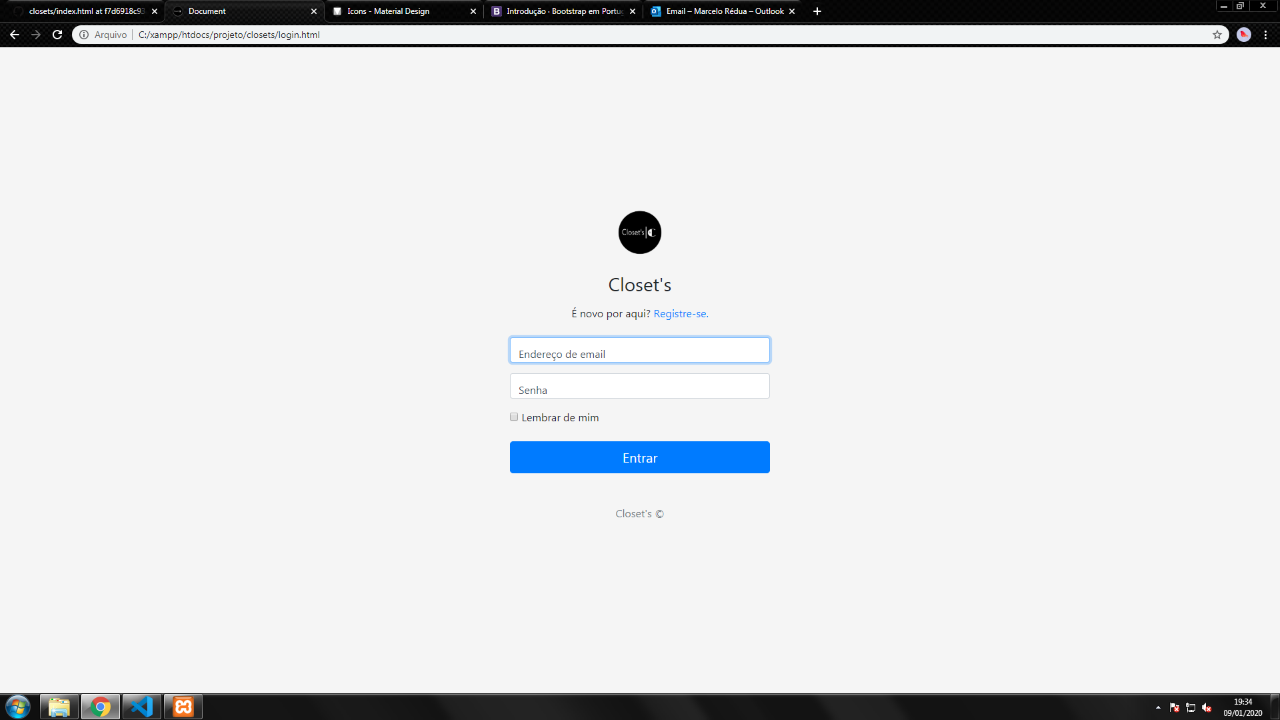 closets/index.html at f7d6918c93
Document
Icons - Material Design
Introdução · Bootstrap em Portug
Email – Marcelo Rédua – Outlook
Arquivo
C:/xampp/htdocs/projeto/closets/login.html
Closet's|C
Closet's
É novo por aqui? Registre-se.
Endereço de email
Senha
Lembrar de mim
Entrar
Closet's ©
19:34
09/01/2020